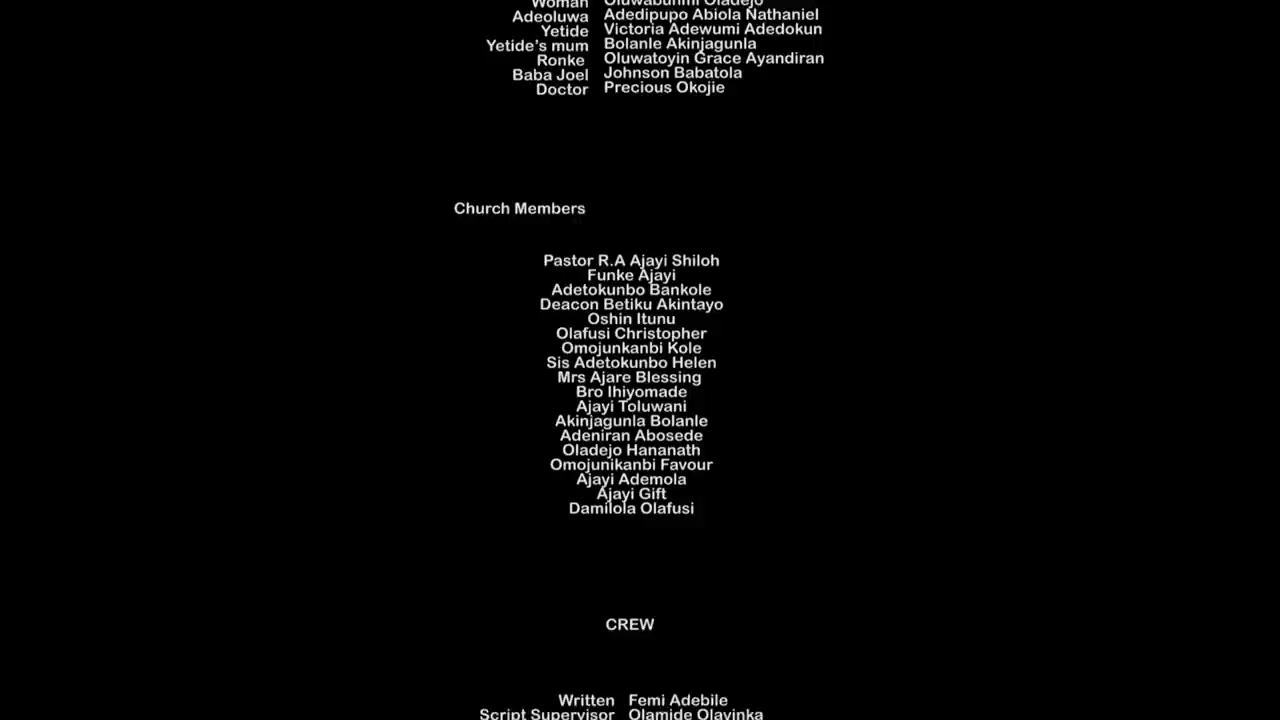 Woman Oluwabunmi Oladejo
Adeoluwa Adedipupo Abiola Nathaniel
Yetide Victoria Adewumi Adedokun
Yetide's mum Bolanle Akinjagunla
Ronke Oluwatoyin Grace Ayandiran
Baba Joel Johnson Babatola
Doctor Precious Okojie
Church Members
Pastor R.A Ajayi Shiloh
Funke Ajayi
Adetokunbo Bankole
Deacon Betiku Akintayo
Oshin Itunu
Olafusi Christopher
Omojunkanbi Kole
Sis Adetokunbo Helen
Mrs Ajare Blessing
Bro Ihiyomade
Ajayi Toluwani
Akinjagunla Bolanle
Adeniran Abosede
Oladejo Hananath
Omojunikanbi Favour
Ajayi Ademola
Ajayi Gift
Damilola Olafusi
CREW
Written Femi Adebile
Script Supervisor Olamide Olayinka